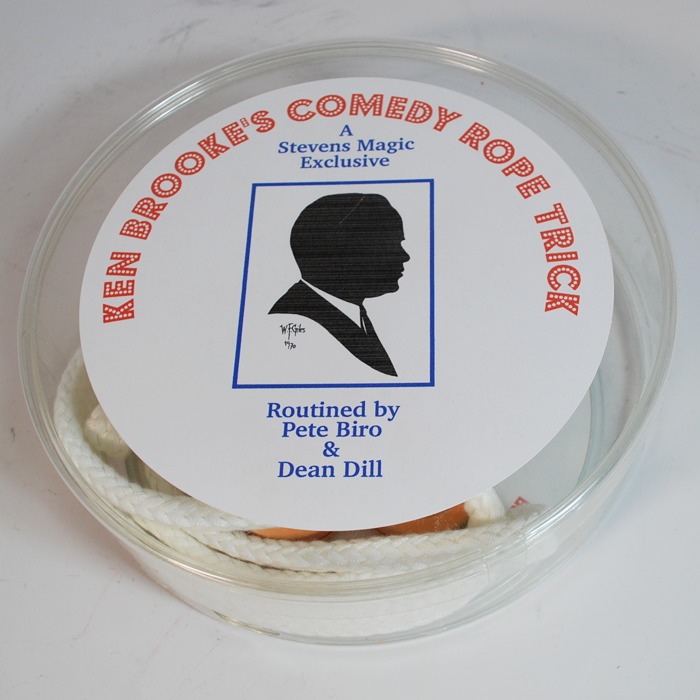 KEN BROOKE'S COMEDY ROPE TRICK
A
Stevens Magic
Exclusive
Routined by
Pete Biro
&
Dean Dill